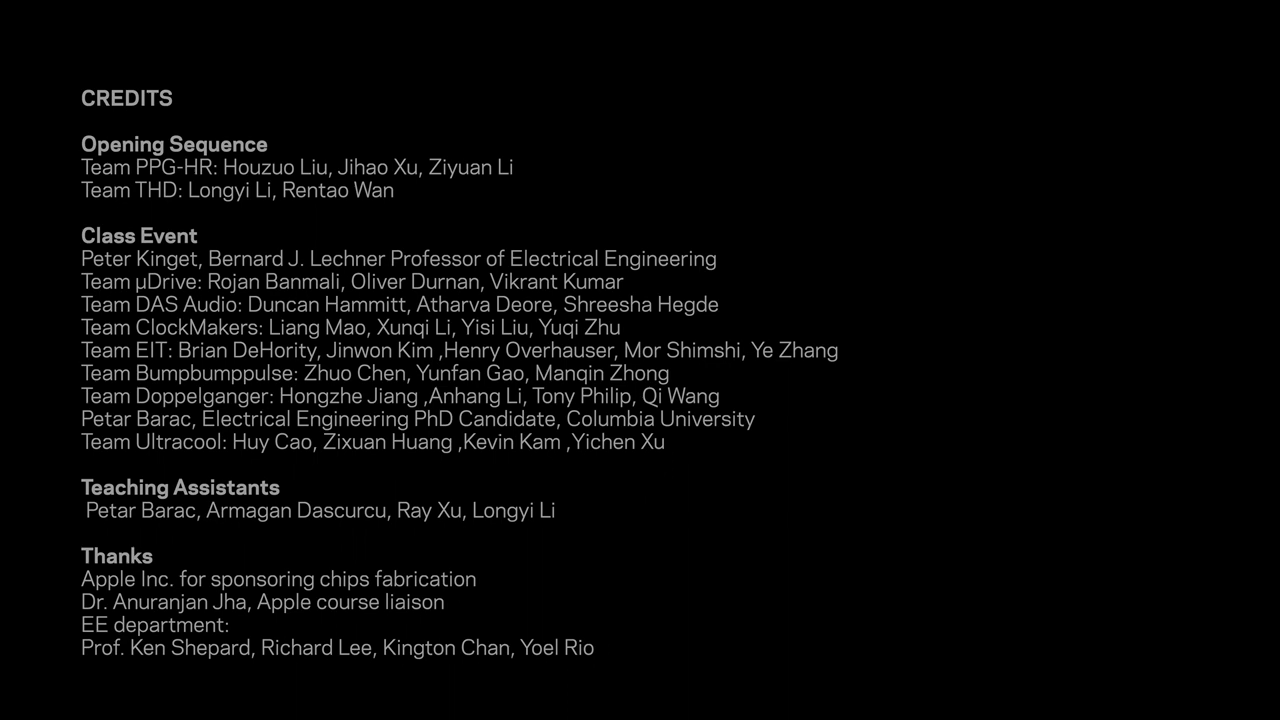 CREDITS
Opening Sequence
Team PPG-HR: Houzuo Liu, Jihao Xu, Ziyuan Li
Team THD: Longyi Li, Rentao Wan
Class Event
Peter Kinget, Bernard J. Lechner Professor of Electrical Engineering
Team µDrive: Rojan Banmali, Oliver Durnan, Vikrant Kumar
Team DAS Audio: Duncan Hammitt, Atharva Deore, Shreesha Hegde
Team ClockMakers: Liang Mao, Xunqi Li, Yisi Liu, Yuqi Zhu
Team EIT: Brian DeHority, Jinwon Kim ,Henry Overhauser, Mor Shimshi, Ye Zhang
Team Bumpbumppulse: Zhuo Chen, Yunfan Gao, Manqin Zhong
Team Doppelganger: Hongzhe Jiang ,Anhang Li, Tony Philip, Qi Wang
Petar Barac, Electrical Engineering PhD Candidate, Columbia University
Team Ultracool: Huy Cao, Zixuan Huang ,Kevin Kam ,Yichen Xu
Teaching Assistants
Petar Barac, Armagan Dascurcu, Ray Xu, Longyi Li
Thanks
Apple Inc. for sponsoring chips fabrication
Dr. Anuranjan Jha, Apple course liaison
EE department:
Prof. Ken Shepard, Richard Lee, Kington Chan, Yoel Rio